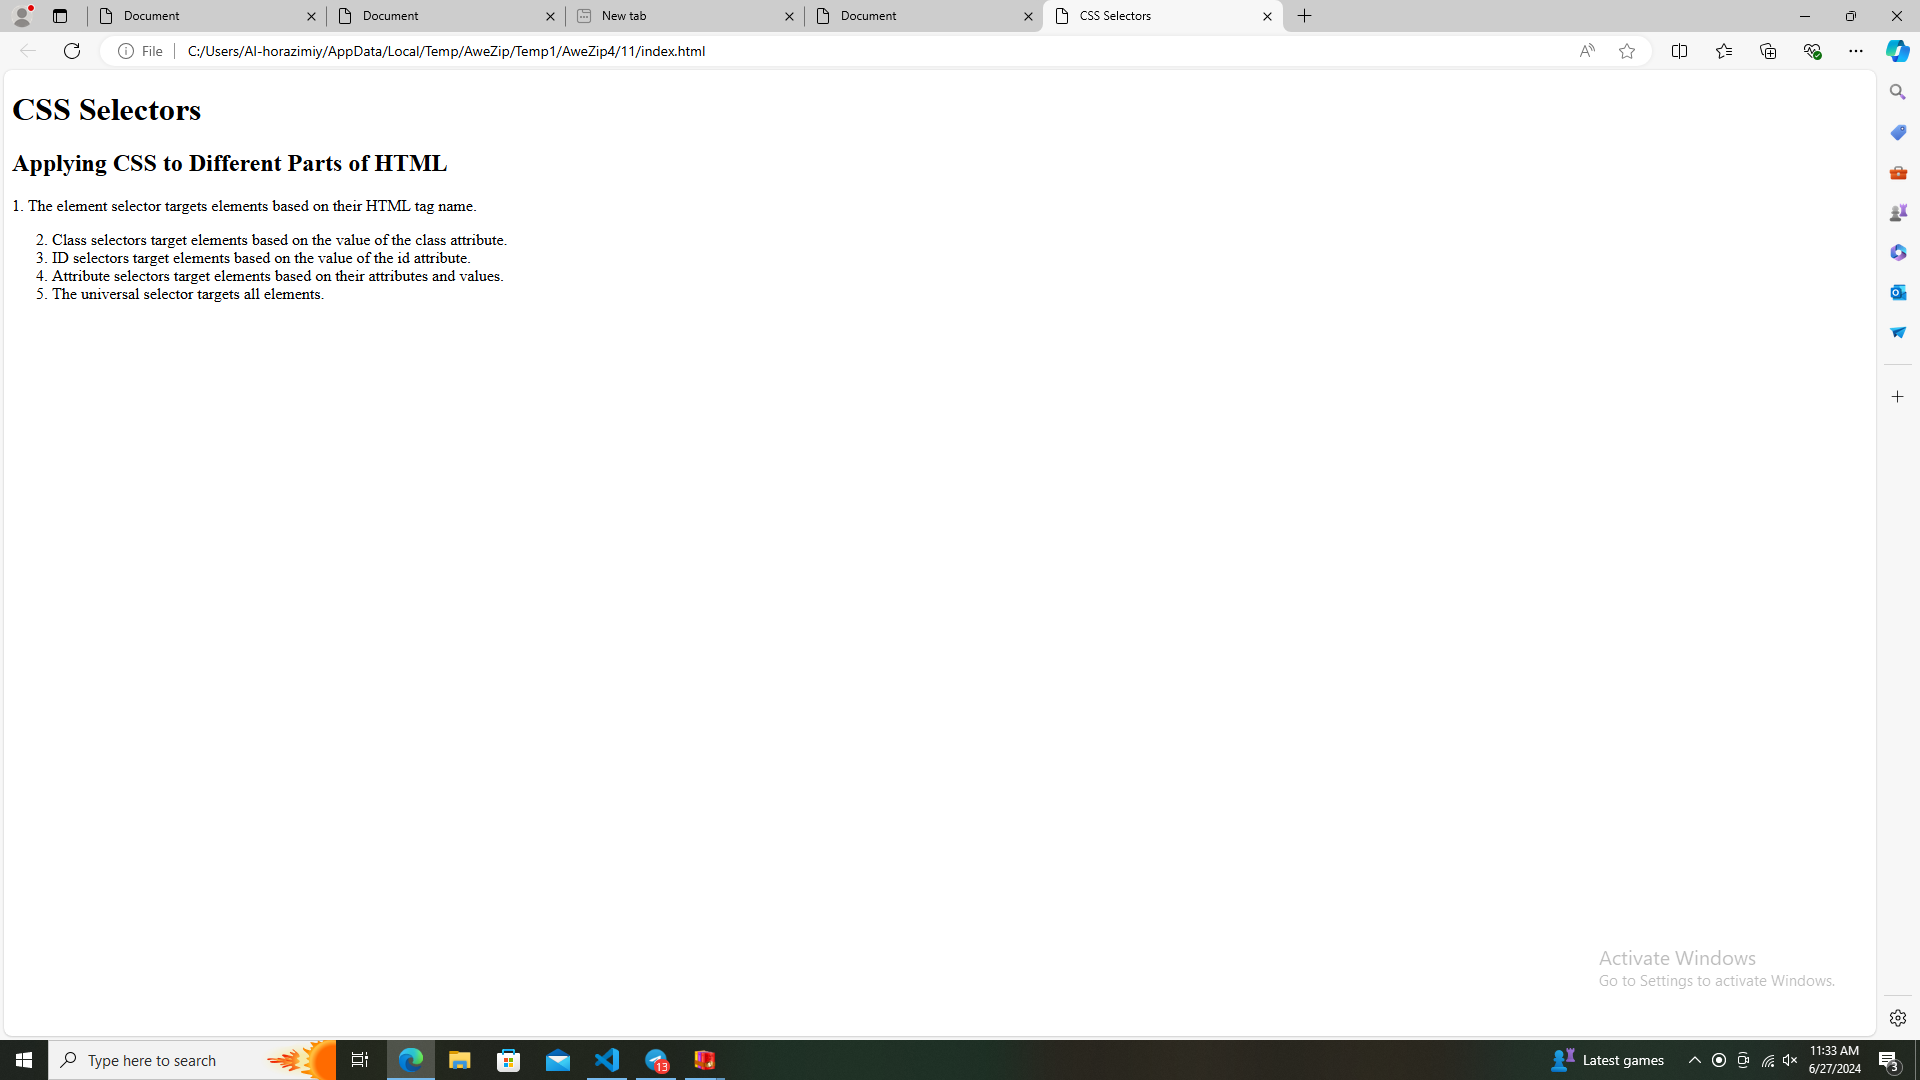 Document
Document
New tab
Document
CSS Selectors
File
C:/Users/Al-horazimiy/AppData/Local/Temp/AweZip/Temp1/AweZip4/11/index.html
CSS Selectors
Applying CSS to Different Parts of HTML
1. The element selector targets elements based on their HTML tag name.
2. Class selectors target elements based on the value of the class attribute.
3. ID selectors target elements based on the value of the id attribute.
4. Attribute selectors target elements based on their attributes and values.
5. The universal selector targets all elements.
Activate Windows
Go to Settings to activate Windows.
Type here to search
13
Latest games
11:33 AM
6/27/2024
3